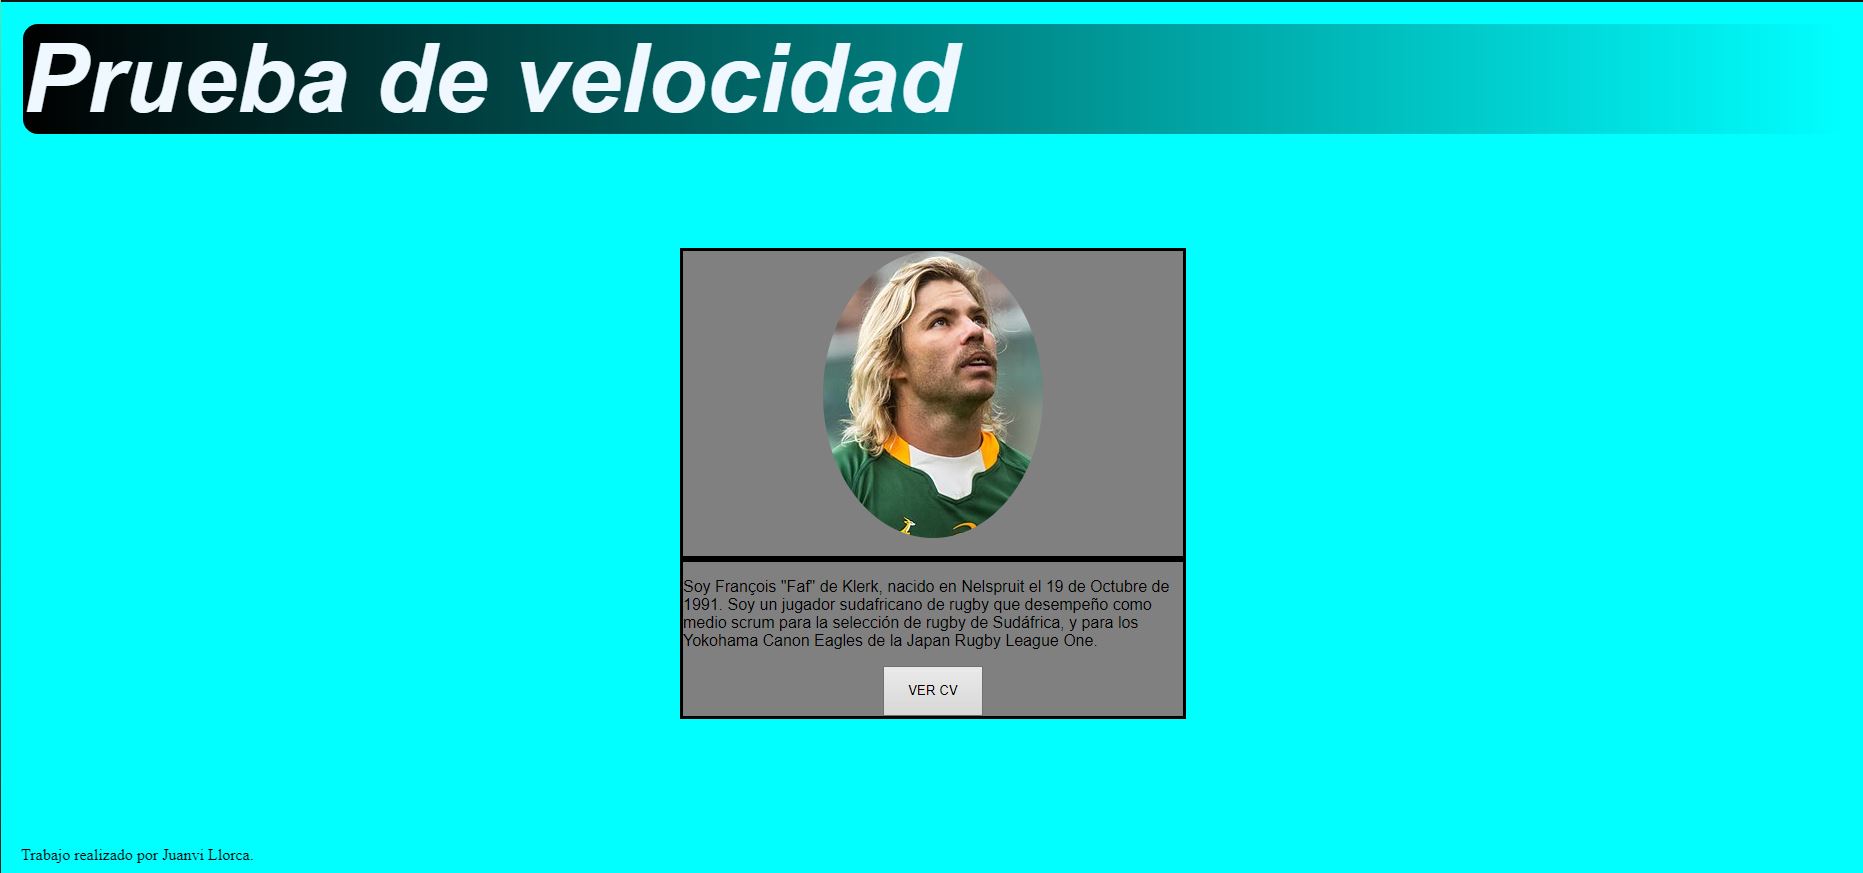 Prueba de velocidad
Soy François "Faf" de Klerk, nacido en Nelspruit el 19 de Octubre de
1991. Soy un jugador sudafricano de rugby que desempeño como
medio scrum para la selección de rugby de Sudáfrica, y para los
Yokohama Canon Eagles de la Japan Rugby League One.
VER CV
Trabajo realizado por Juanvi Llorca.